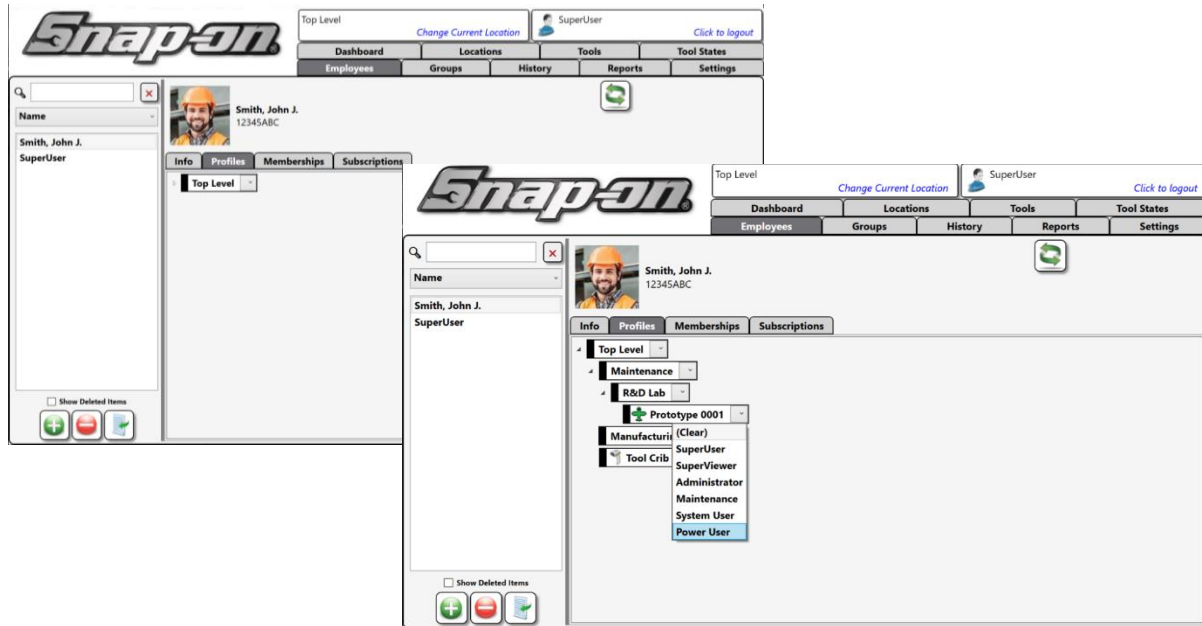 Snap-on
Top Level
Change Current Location
SuperUser
Click to logout
Dashboard Locations Tools Tool States
Employees Groups History Reports Settings
Name
Smith, John J.
SuperUser
Show Deleted Items
Smith, John J.
12345ABC
Info Profiles Memberships Subscriptions
Top Level
Snap-on
Top Level
Change Current Location
SuperUser
Click to logout
Dashboard Locations Tools Tool States
Employees Groups History Reports Settings
Name
Smith, John J.
SuperUser
Show Deleted Items
Smith, John J.
12345ABC
Info Profiles Memberships Subscriptions
Top Level
Maintenance
R&D Lab
Prototype 0001
Tool Crib
(Clear)
SuperUser
SuperViewer
Administrator
Maintenance
System User
Power User